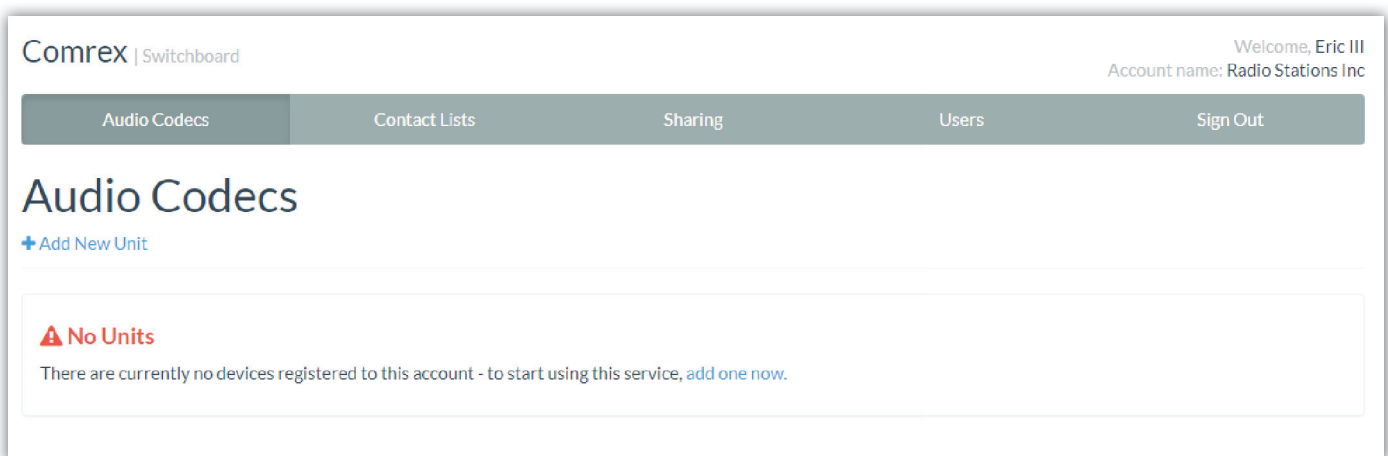 Comrex | Switchboard
Welcome, Eric III
Account name: Radio Stations Inc
Audio Codecs Contact Lists Sharing Users Sign Out
Audio Codecs
+ Add New Unit
No Units
There are currently no devices registered to this account - to start using this service, add one now.